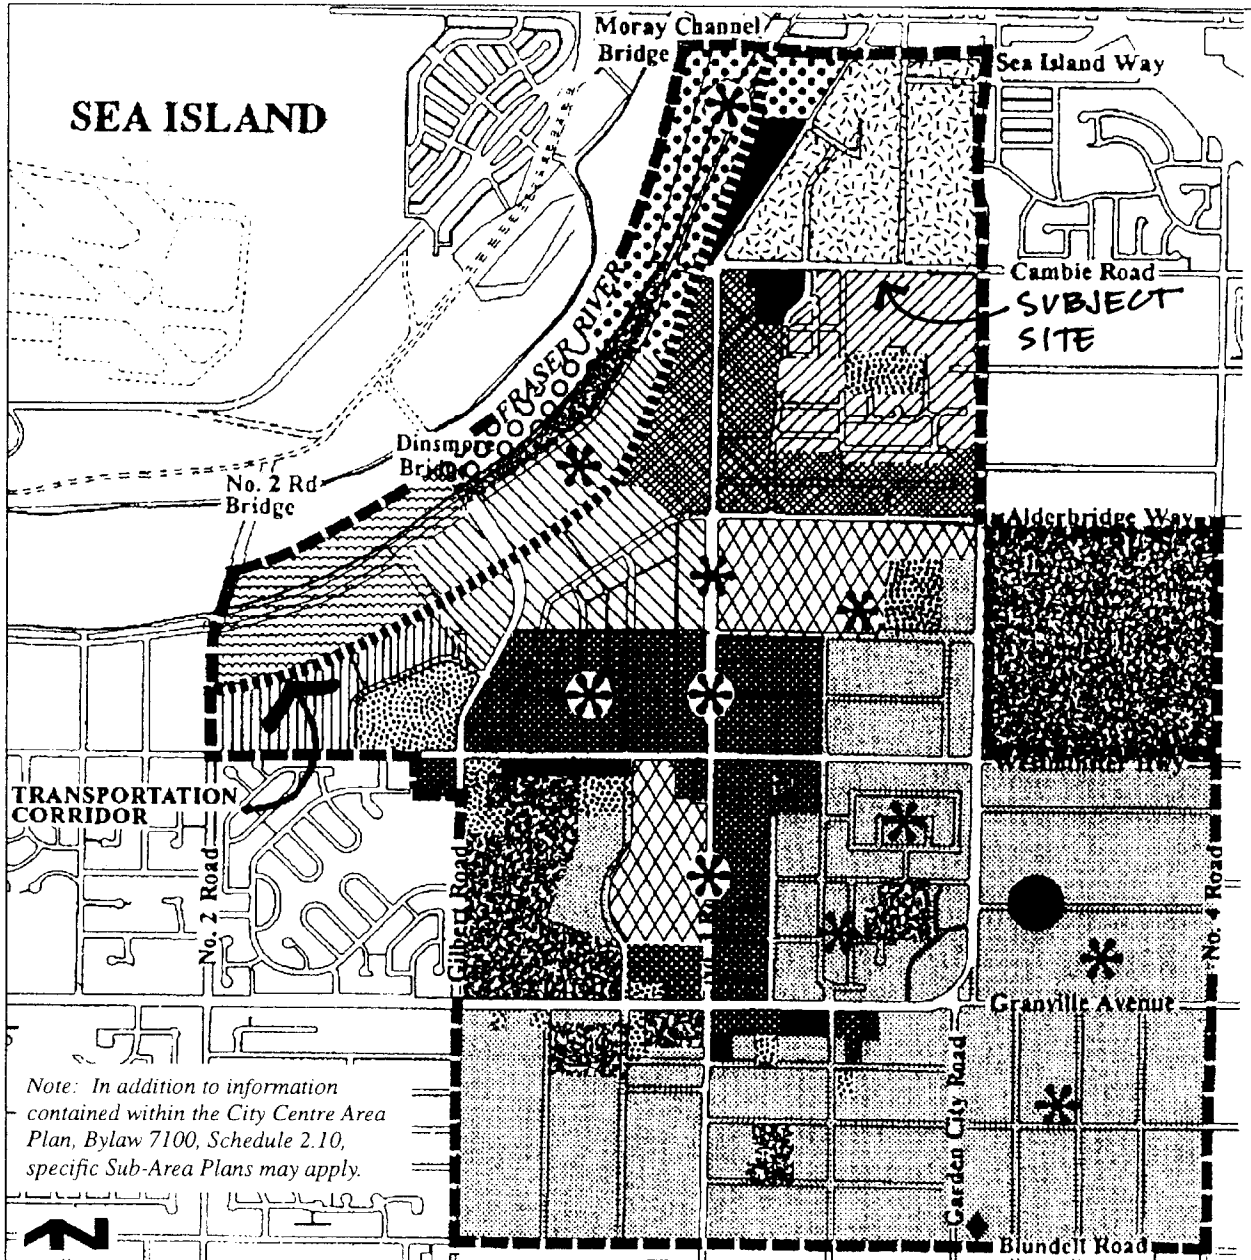 Moray Channel
Bridge
Sea Island Way
SEA ISLAND
Cambie Road
SUBJECT
SITE
FRASER RIVER
Dinsmore
Bridge
No. 2 Rd
Bridge
Alderbridge Way
Westminster Hwy
TRANSPORTATION
CORRIDOR
No. 2 Road
Gilbert Road
No. 4 Road
Granville Avenue
Garden City Road
Note: In addition to information
contained within the City Centre Area
Plan, Bylaw 7100, Schedule 2.10,
specific Sub-Area Plans may apply.
N
Blundell Road